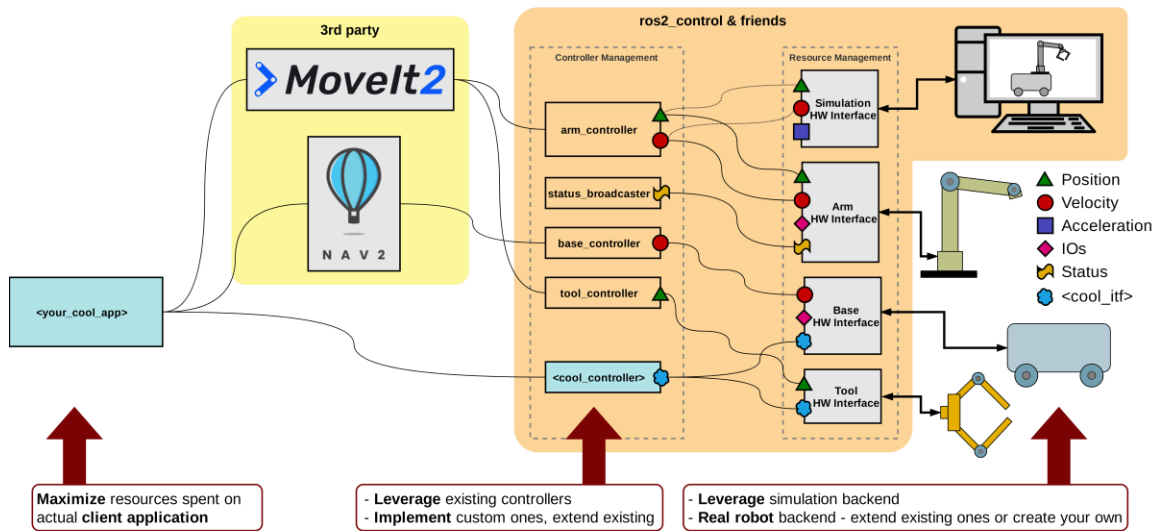 3rd party
MoveIt2
NAV2
<your_cool_app>
ros2_control & friends
Controller Management
arm_controller
status_broadcaster
base_controller
tool_controller
<cool_controller>
Resource Management
Simulation
HW Interface
Arm
HW Interface
Base
HW Interface
Tool
HW Interface
Position
Velocity
Acceleration
IOs
Status
<cool_itf>
Maximize resources spent on
actual client application
- Leverage existing controllers
- Implement custom ones, extend existing
- Leverage simulation backend
- Real robot backend - extend existing ones or create your own